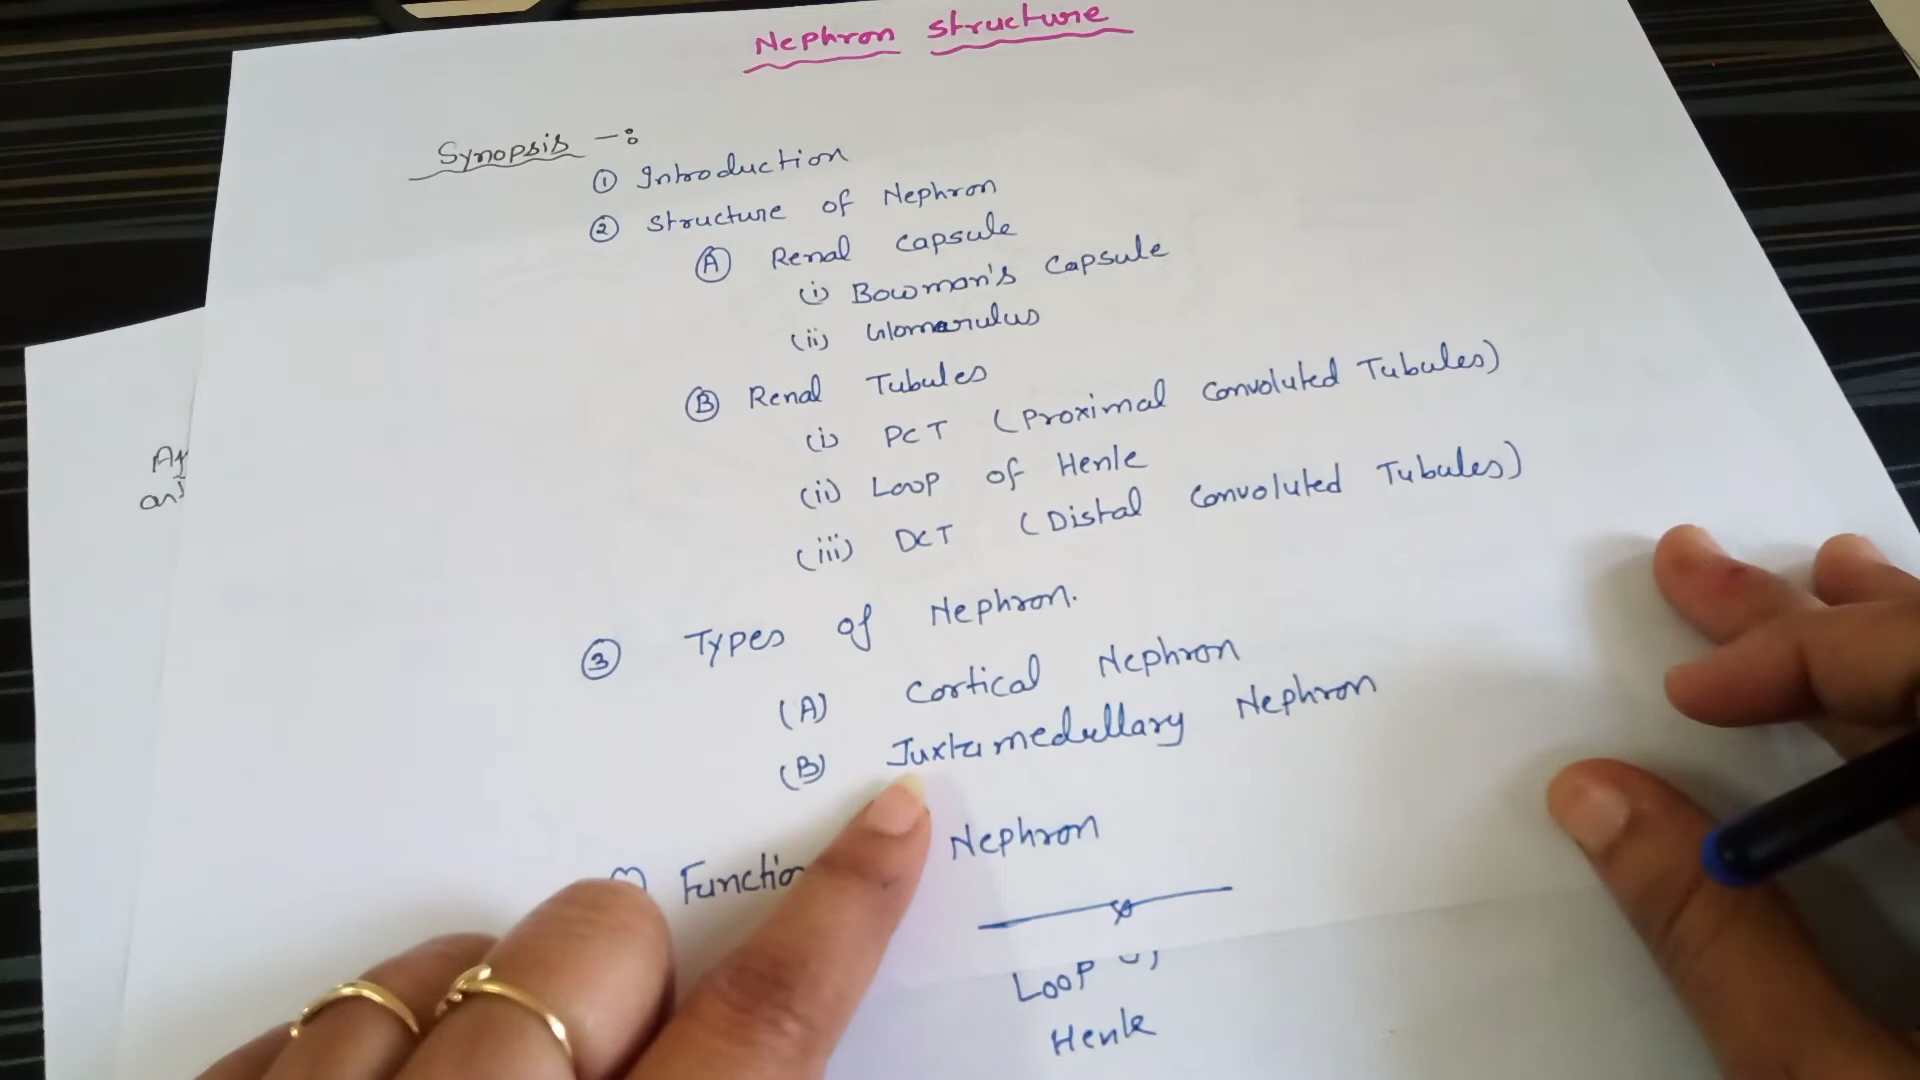 Nephron structure
Synopsis -:
① Introduction
② Structure of Nephron
Ⓐ Renal capsule
(i) Bowman's capsule
(ii) Glomarulus
Ⓑ Renal Tubules
(i) PCT (Proximal Convoluted Tubules)
(ii) Loop of Henle
(iii) DCT (Distal Convoluted Tubules)
③ Types of Nephron.
(A) Cortical Nephron
(B) Juxtamedullary Nephron
Functio Nephron
Loop
Henle